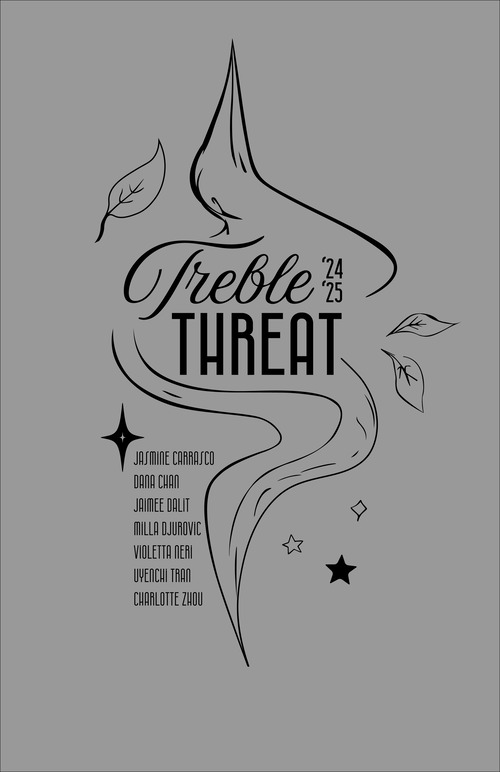 Treble '24
'25
THREAT
JASMINE CARRASCO
DANA CHAN
JAIMEE DALIT
MILLA DJUROVIC
VIOLETTA NERI
UYENCHI TRAN
CHARLOTTE ZHOU